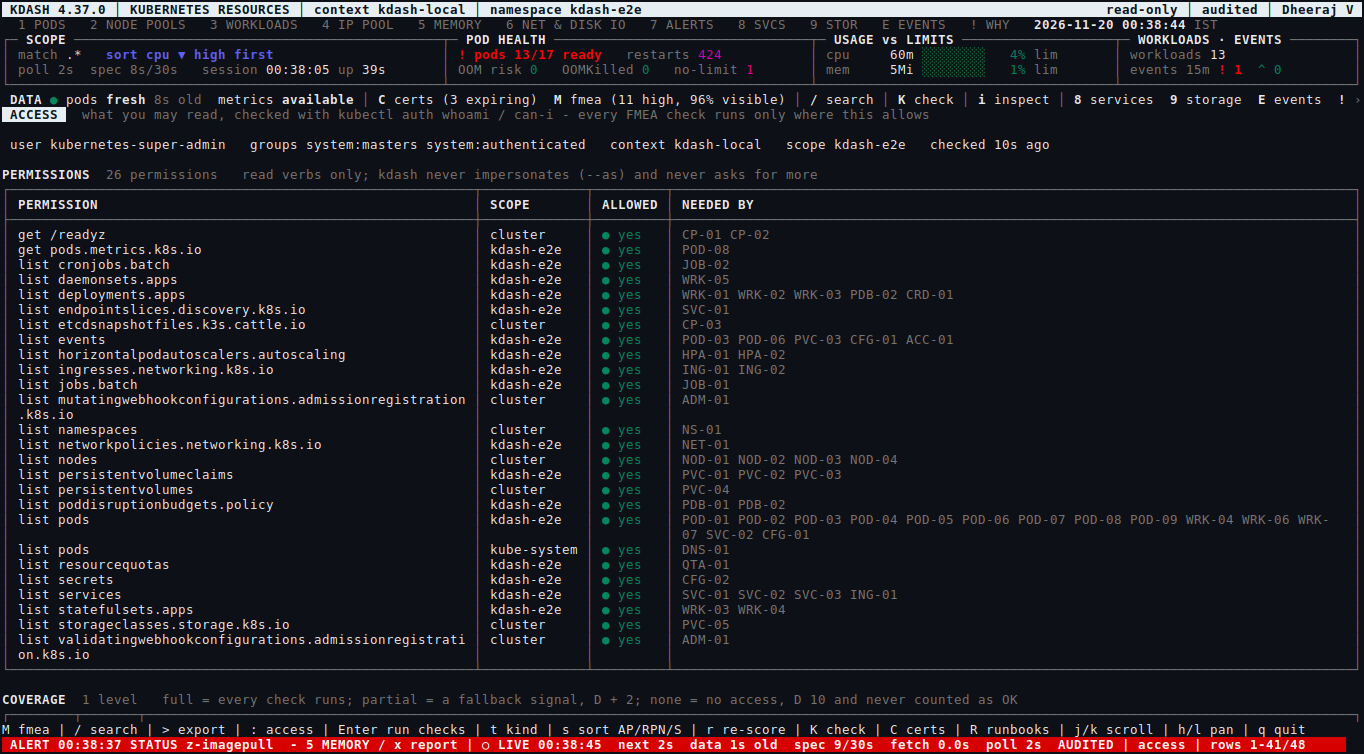 KDASH 4.37.0 │ KUBERNETES RESOURCES │ context kdash-local │ namespace kdash-e2e read-only │ audited │ Dheeraj V
1 PODS 2 NODE POOLS 3 WORKLOADS 4 IP POOL 5 MEMORY 6 NET & DISK IO 7 ALERTS 8 SVCS 9 STOR E EVENTS ! WHY 2026-11-20 00:38:44 IST
SCOPE POD HEALTH USAGE vs LIMITS WORKLOADS · EVENTS
match .* sort cpu ▼ high first ! pods 13/17 ready restarts 424 cpu 60m 4% lim workloads 13
poll 2s spec 8s/30s session 00:38:05 up 39s OOM risk 0 OOMKilled 0 no-limit 1 mem 5Mi 1% lim events 15m ! 1 ^ 0
DATA ● pods fresh 8s old metrics available │ C certs (3 expiring) M fmea (11 high, 96% visible) │ / search │ K check │ i inspect │ 8 services 9 storage E events ! ›
ACCESS what you may read, checked with kubectl auth whoami / can-i - every FMEA check runs only where this allows
user kubernetes-super-admin groups system:masters system:authenticated context kdash-local scope kdash-e2e checked 10s ago
PERMISSIONS 26 permissions read verbs only; kdash never impersonates (--as) and never asks for more
PERMISSION SCOPE ALLOWED NEEDED BY
get /readyz cluster ● yes CP-01 CP-02
get pods.metrics.k8s.io kdash-e2e ● yes POD-08
list cronjobs.batch kdash-e2e ● yes JOB-02
list daemonsets.apps kdash-e2e ● yes WRK-05
list deployments.apps kdash-e2e ● yes WRK-01 WRK-02 WRK-03 PDB-02 CRD-01
list endpointslices.discovery.k8s.io kdash-e2e ● yes SVC-01
list etcdsnapshotfiles.k3s.cattle.io cluster ● yes CP-03
list events kdash-e2e ● yes POD-03 POD-06 PVC-03 CFG-01 ACC-01
list horizontalpodautoscalers.autoscaling kdash-e2e ● yes HPA-01 HPA-02
list ingresses.networking.k8s.io kdash-e2e ● yes ING-01 ING-02
list jobs.batch kdash-e2e ● yes JOB-01
list mutatingwebhookconfigurations.admissionregistration cluster ● yes ADM-01
.k8s.io
list namespaces cluster ● yes NS-01
list networkpolicies.networking.k8s.io kdash-e2e ● yes NET-01
list nodes cluster ● yes NOD-01 NOD-02 NOD-03 NOD-04
list persistentvolumeclaims kdash-e2e ● yes PVC-01 PVC-02 PVC-03
list persistentvolumes cluster ● yes PVC-04
list poddisruptionbudgets.policy kdash-e2e ● yes PDB-01 PDB-02
list pods kdash-e2e ● yes POD-01 POD-02 POD-03 POD-04 POD-05 POD-06 POD-07 POD-08 POD-09 WRK-04 WRK-06 WRK-
07 SVC-02 CFG-01
list pods kube-system ● yes DNS-01
list resourcequotas kdash-e2e ● yes QTA-01
list secrets kdash-e2e ● yes CFG-02
list services kdash-e2e ● yes SVC-01 SVC-02 SVC-03 ING-01
list statefulsets.apps kdash-e2e ● yes WRK-03 WRK-04
list storageclasses.storage.k8s.io cluster ● yes PVC-05
list validatingwebhookconfigurations.admissionregistrati cluster ● yes ADM-01
on.k8s.io
COVERAGE 1 level full = every check runs; partial = a fallback signal, D + 2; none = no access, D 10 and never counted as OK
M fmea | / search | > export | : access | Enter run checks | t kind | s sort AP/RPN/S | r re-score | K check | C certs | R runbooks | j/k scroll | h/l pan | q quit
ALERT 00:38:37 STATUS z-imagepull - 5 MEMORY / x report | ○ LIVE 00:38:45 next 2s data 1s old spec 9/30s fetch 0.0s poll 2s AUDITED | access | rows 1-41/48